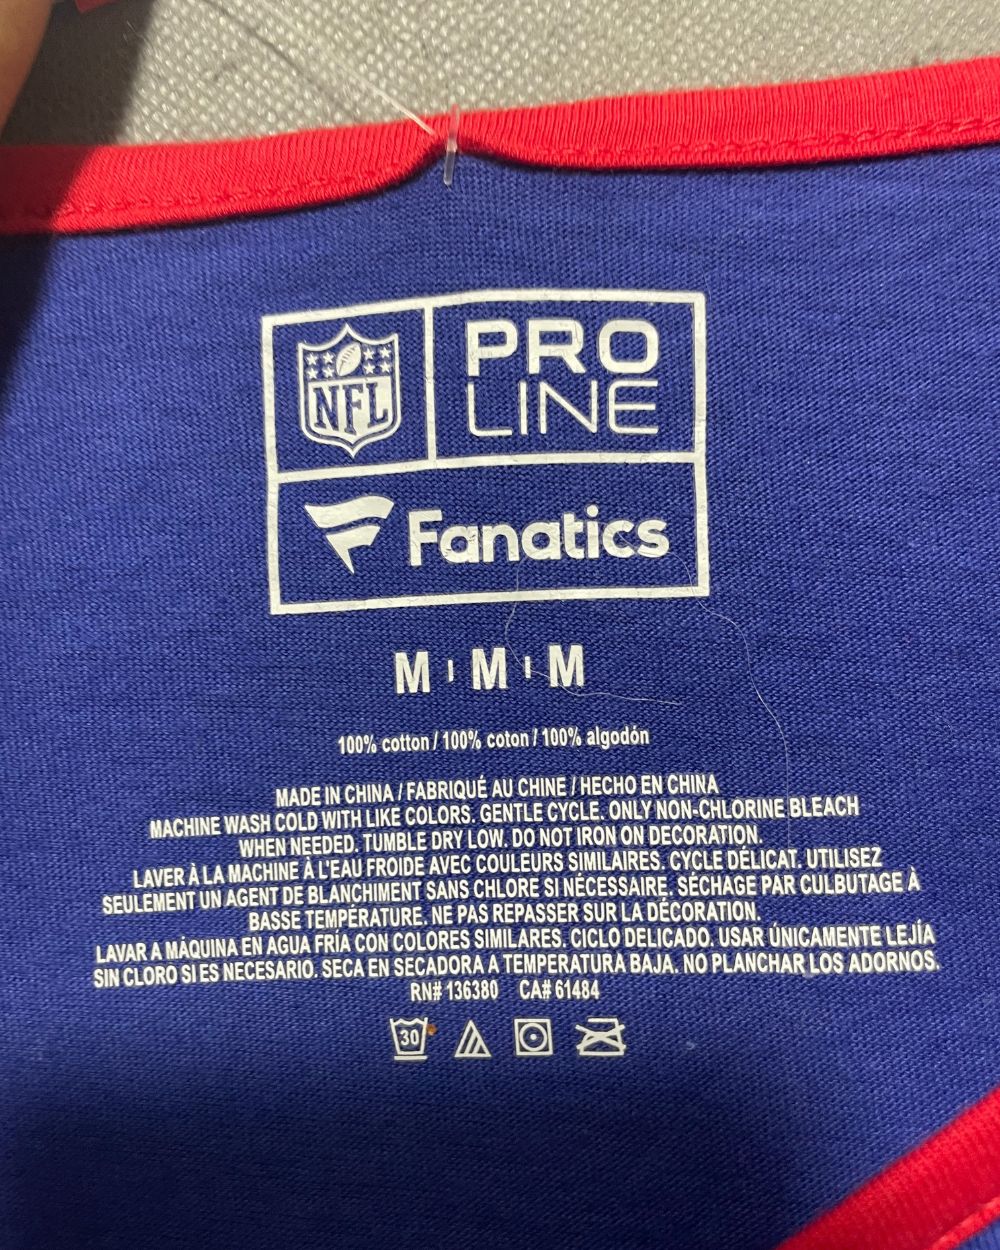 NFL
PRO
LINE
Fanatics
M | M | M
100% cotton / 100% coton / 100% algodón
MADE IN CHINA / FABRIQUÉ AU CHINE / HECHO EN CHINA
MACHINE WASH COLD WITH LIKE COLORS. GENTLE CYCLE. ONLY NON-CHLORINE BLEACH
WHEN NEEDED. TUMBLE DRY LOW. DO NOT IRON ON DECORATION.
LAVER À LA MACHINE À L'EAU FROIDE AVEC COULEURS SIMILAIRES. CYCLE DÉLICAT. UTILISEZ
SEULEMENT UN AGENT DE BLANCHIMENT SANS CHLORE SI NÉCESSAIRE. SÉCHAGE PAR CULBUTAGE À
BASSE TEMPÉRATURE. NE PAS REPASSER SUR LA DÉCORATION.
LAVAR A MÁQUINA EN AGUA FRÍA CON COLORES SIMILARES. CICLO DELICADO. USAR ÚNICAMENTE LEJÍA
SIN CLORO SI ES NECESARIO. SECA EN SECADORA A TEMPERATURA BAJA. NO PLANCHAR LOS ADORNOS.
RN# 136380 CA# 61484
30